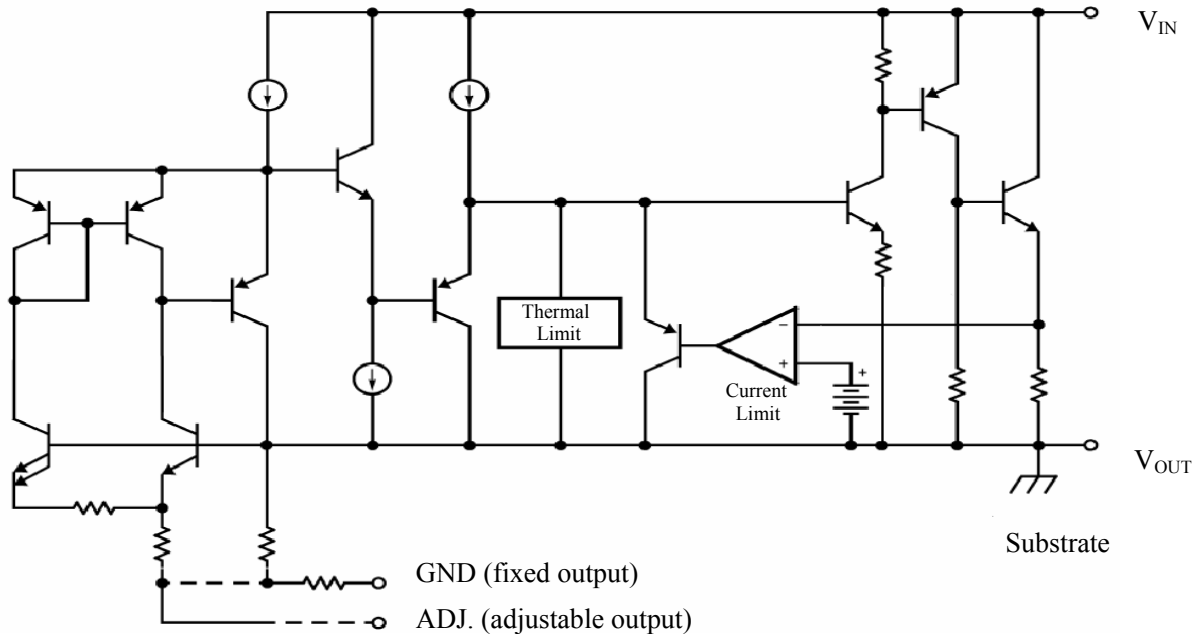 V_IN
Thermal
Limit
−
+
Current
Limit
+
V_OUT
Substrate
GND (fixed output)
ADJ. (adjustable output)